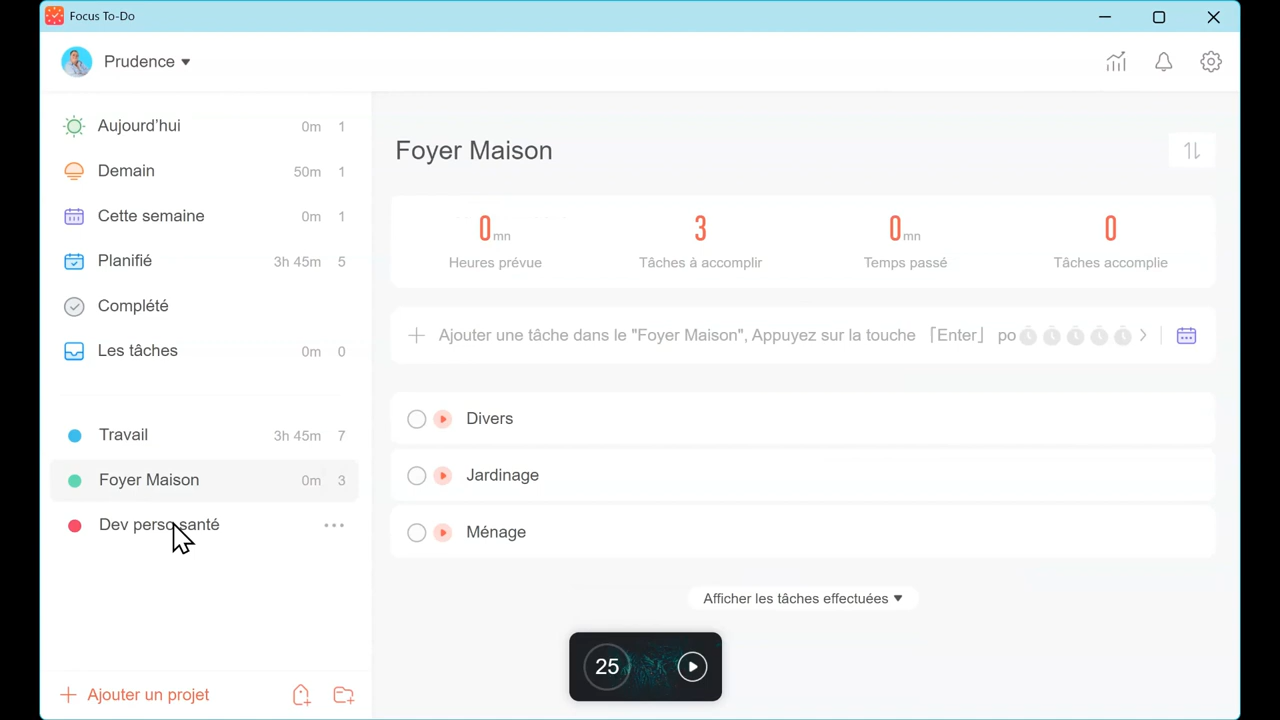 Focus To-Do
Prudence
Aujourd'hui 0m 1
Demain 50m 1
Cette semaine 0m 1
Planifié 3h 45m 5
Complété
Les tâches 0m 0
Travail 3h 45m 7
Foyer Maison 0m 3
Dev perso santé
Ajouter un projet
Foyer Maison
0mn 3 0mn 0
Heures prévue Tâches à accomplir Temps passé Tâches accomplie
Ajouter une tâche dans le "Foyer Maison", Appuyez sur la touche「Enter」 po
Divers
Jardinage
Ménage
Afficher les tâches effectuées
25